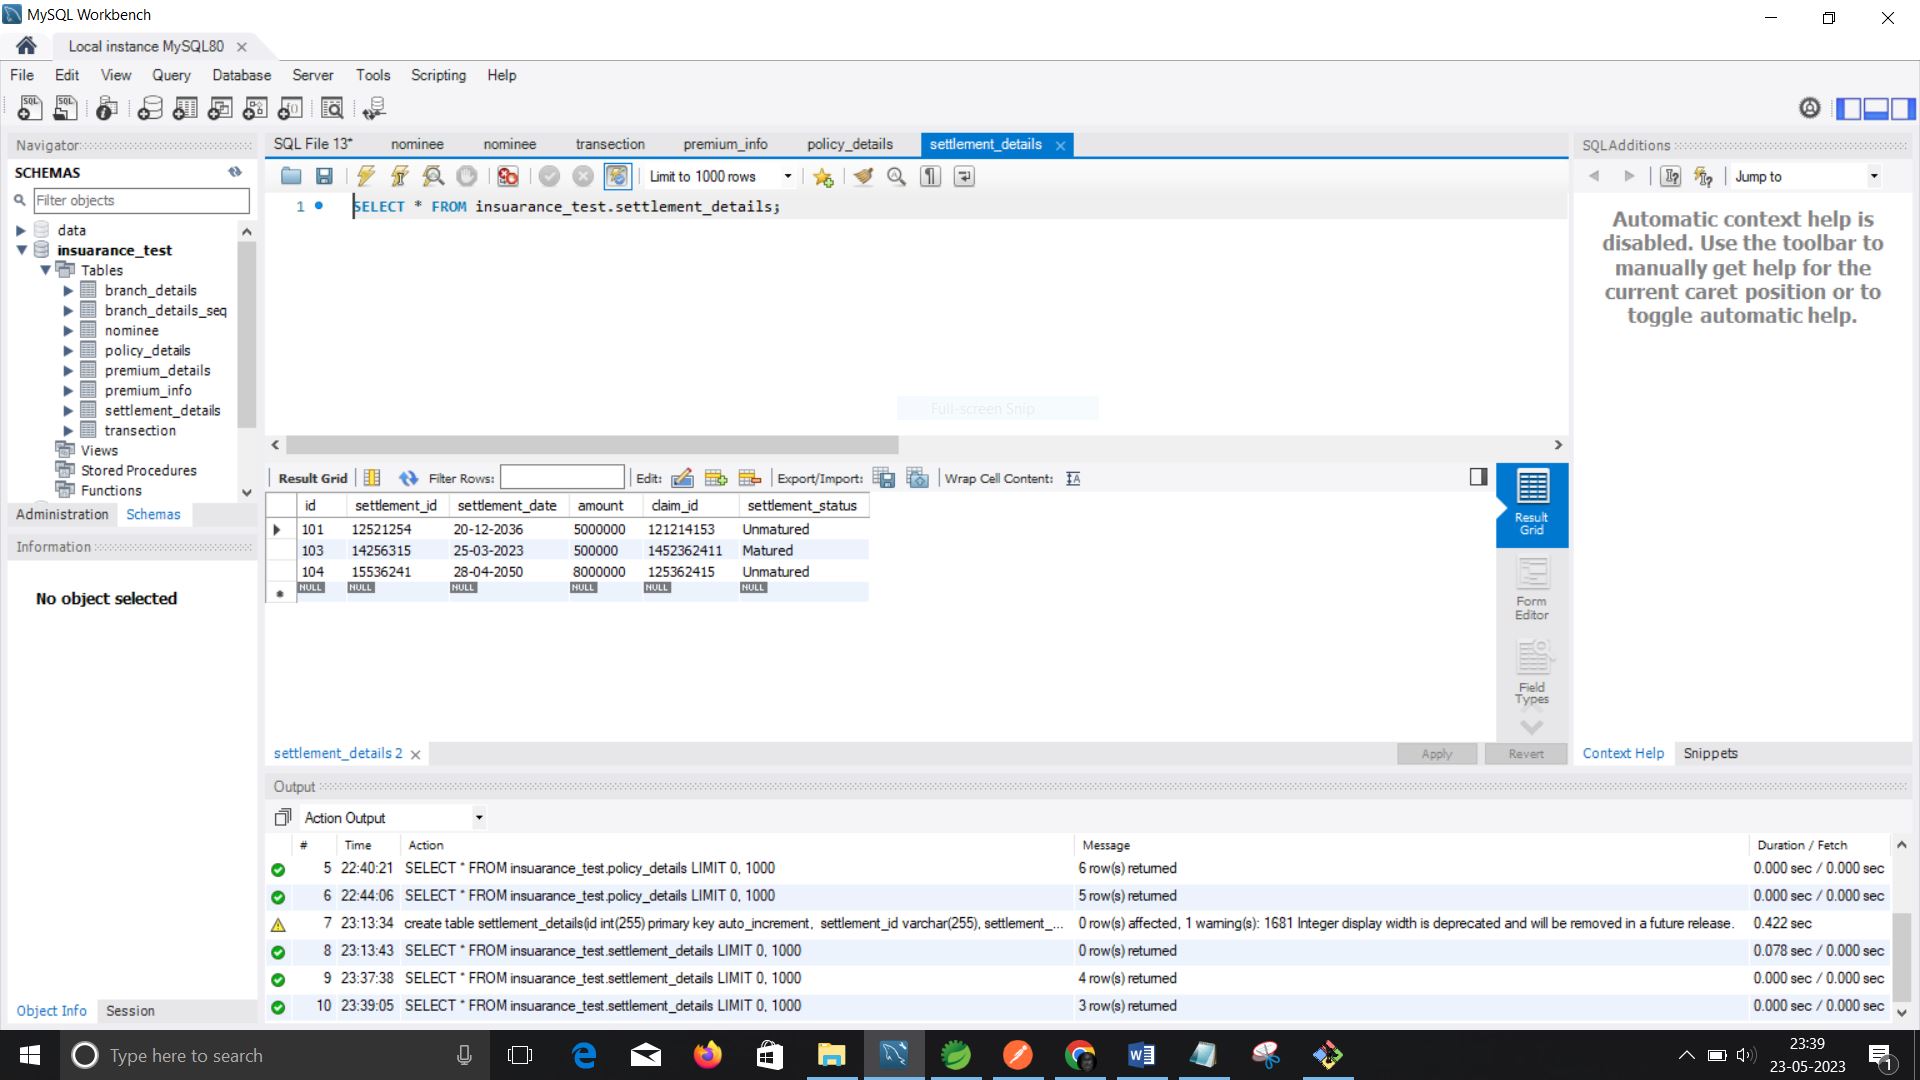 MySQL Workbench
Local instance MySQL80
File Edit View Query Database Server Tools Scripting Help
Navigator
SCHEMAS
Filter objects
data
insuarance_test
Tables
branch_details
branch_details_seq
nominee
policy_details
premium_details
premium_info
settlement_details
transection
Views
Stored Procedures
Functions
Administration Schemas
Information
No object selected
Object Info Session
SQL File 13* nominee nominee transection premium_info policy_details settlement_details
Limit to 1000 rows
1 SELECT * FROM insuarance_test.settlement_details;
Full-screen Snip
Result Grid Filter Rows: Edit: Export/Import: Wrap Cell Content:
id settlement_id settlement_date amount claim_id settlement_status
101 12521254 20-12-2036 5000000 121214153 Unmatured
103 14256315 25-03-2023 500000 1452362411 Matured
104 15536241 28-04-2050 8000000 125362415 Unmatured
NULL NULL NULL NULL NULL NULL
Result Grid
Form Editor
Field Types
settlement_details 2
Apply Revert
SQLAdditions
Jump to
Automatic context help is
disabled. Use the toolbar to
manually get help for the
current caret position or to
toggle automatic help.
Context Help Snippets
Output
Action Output
# Time Action Message Duration / Fetch
5 22:40:21 SELECT * FROM insuarance_test.policy_details LIMIT 0, 1000 6 row(s) returned 0.000 sec / 0.000 sec
6 22:44:06 SELECT * FROM insuarance_test.policy_details LIMIT 0, 1000 5 row(s) returned 0.000 sec / 0.000 sec
7 23:13:34 create table settlement_details(id int(255) primary key auto_increment, settlement_id varchar(255), settlement_... 0 row(s) affected, 1 warning(s): 1681 Integer display width is deprecated and will be removed in a future release. 0.422 sec
8 23:13:43 SELECT * FROM insuarance_test.settlement_details LIMIT 0, 1000 0 row(s) returned 0.078 sec / 0.000 sec
9 23:37:38 SELECT * FROM insuarance_test.settlement_details LIMIT 0, 1000 4 row(s) returned 0.000 sec / 0.000 sec
10 23:39:05 SELECT * FROM insuarance_test.settlement_details LIMIT 0, 1000 3 row(s) returned 0.000 sec / 0.000 sec
Type here to search
23:39
23-05-2023
1